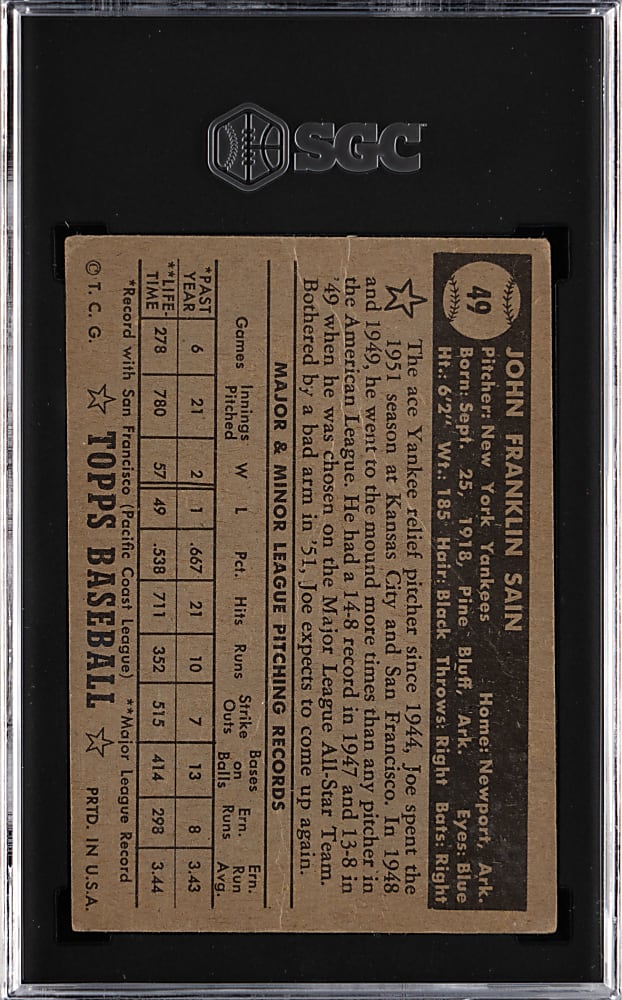 SGC
49
JOHN FRANKLIN SAIN
Pitcher: New York Yankees Home: Newport, Ark.
Born: Sept. 25, 1918, Pine Bluff, Ark. Eyes: Blue
Ht.: 6'2" Wt.: 185 Hair: Black Throws: Right Bats: Right
The ace Yankee relief pitcher since 1944, Joe spent the
1951 season at Kansas City and San Francisco. In 1948
and 1949, he went to the mound more times than any pitcher in
the American League. He had a 14-8 record in 1947 and 13-8 in
'49 when he was chosen on the Major League All-Star Team.
Bothered by a bad arm in '51, Joe expects to come up again.
MAJOR & MINOR LEAGUE PITCHING RECORDS
Games Innings Pitched W L Pct. Hits Runs Strike Outs Bases on Balls Ern. Runs Ern. Run Avg.
*PAST YEAR 6 21 2 1 .667 21 10 7 13 8 3.43
**LIFE-TIME 278 780 57 49 .538 711 352 515 414 298 3.44
*Record with San Francisco (Pacific Coast League) **Major League Record
© T. C. G. TOPPS BASEBALL PRTD. IN U.S.A.